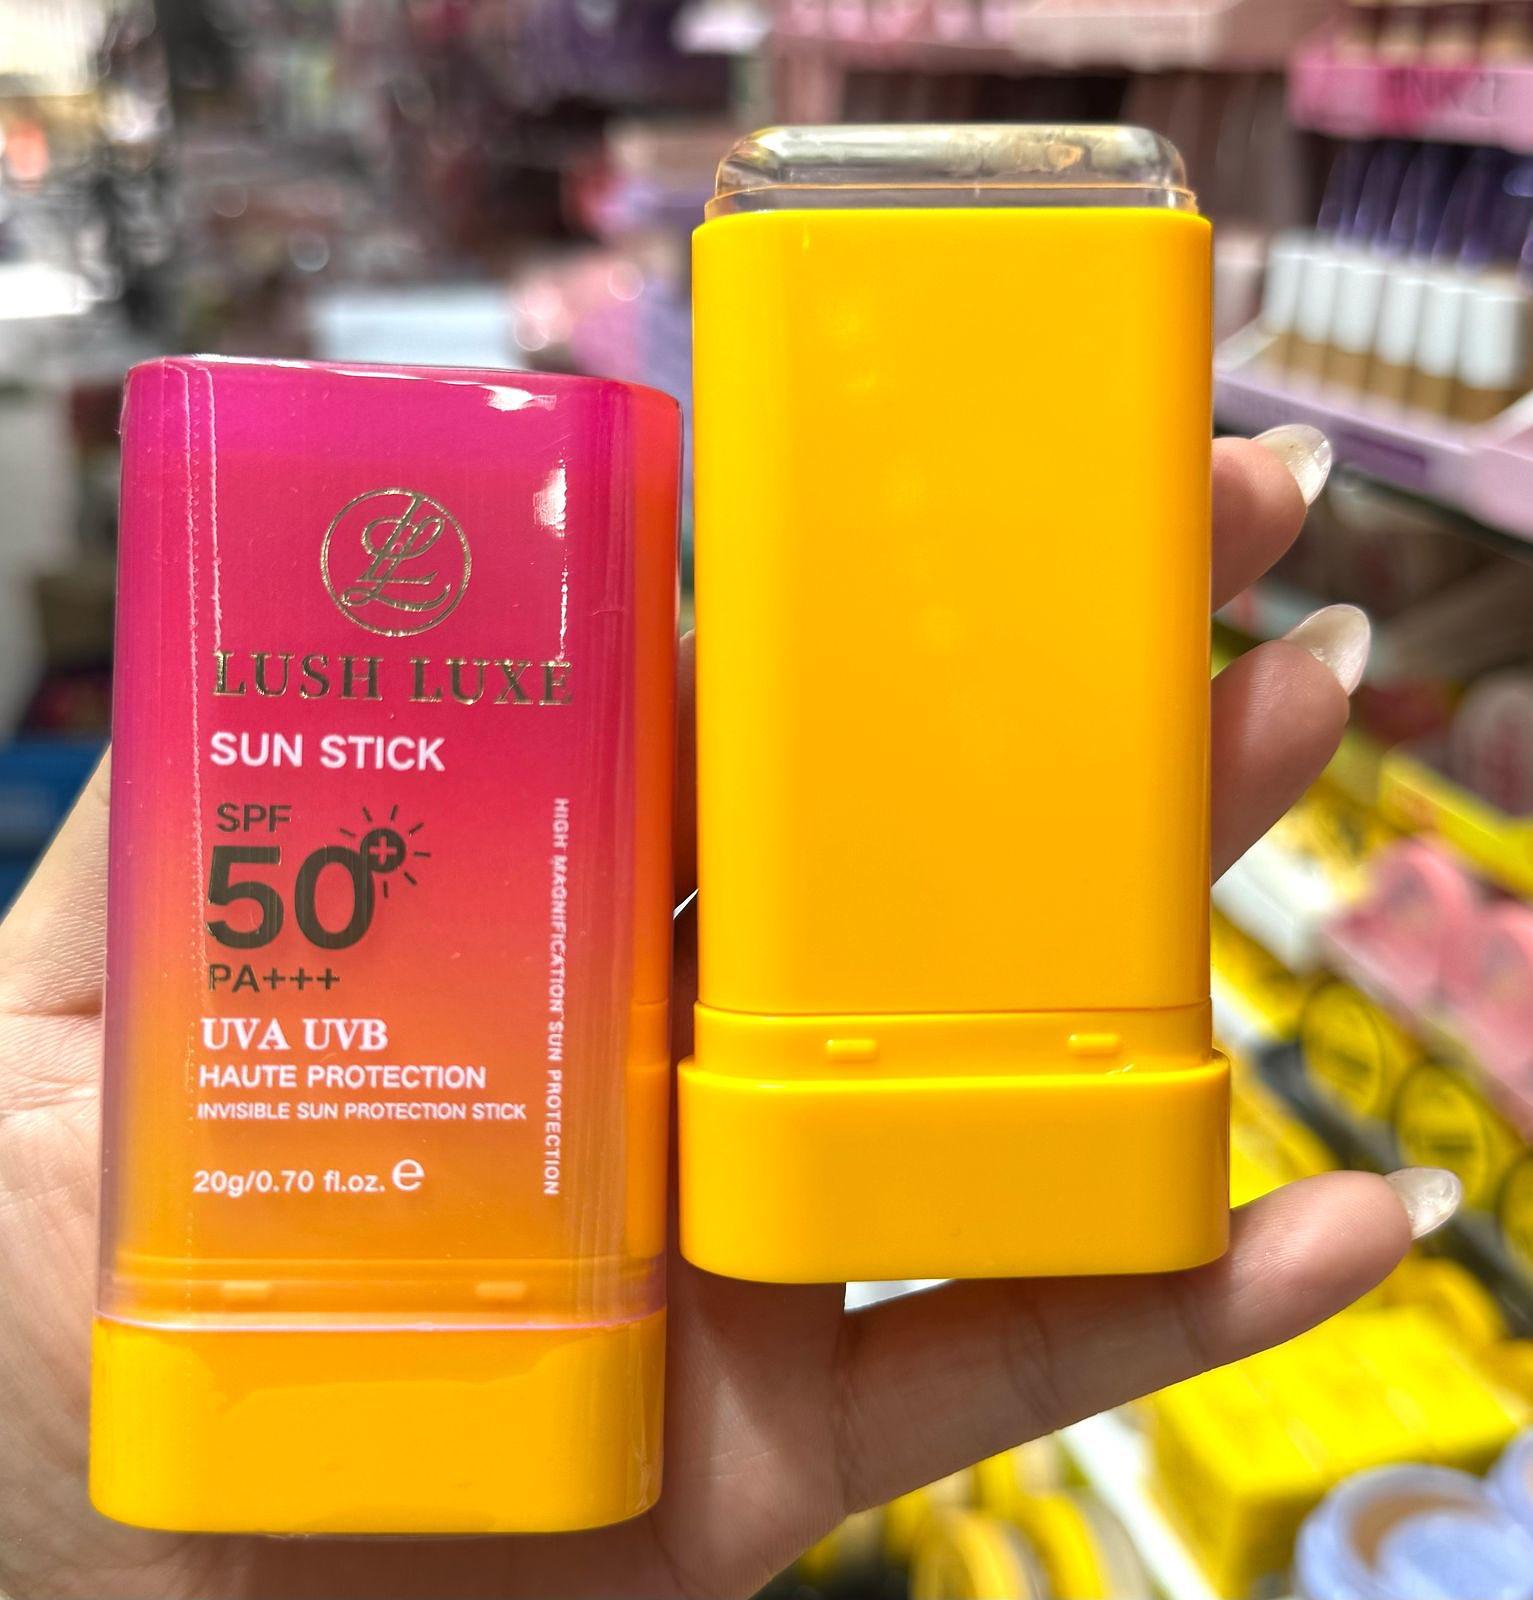 LL
LUSH LUXE
SUN STICK
SPF
50+
PA+++
UVA UVB
HAUTE PROTECTION
INVISIBLE SUN PROTECTION STICK
20g/0.70 fl.oz. e
HIGH MAGNIFICATION SUN PROTECTION